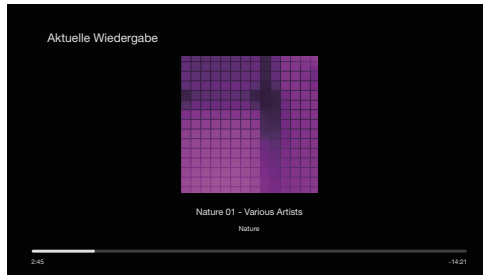 Aktuelle Wiedergabe
Nature 01 - Various Artists
Nature
2:45
-14:21